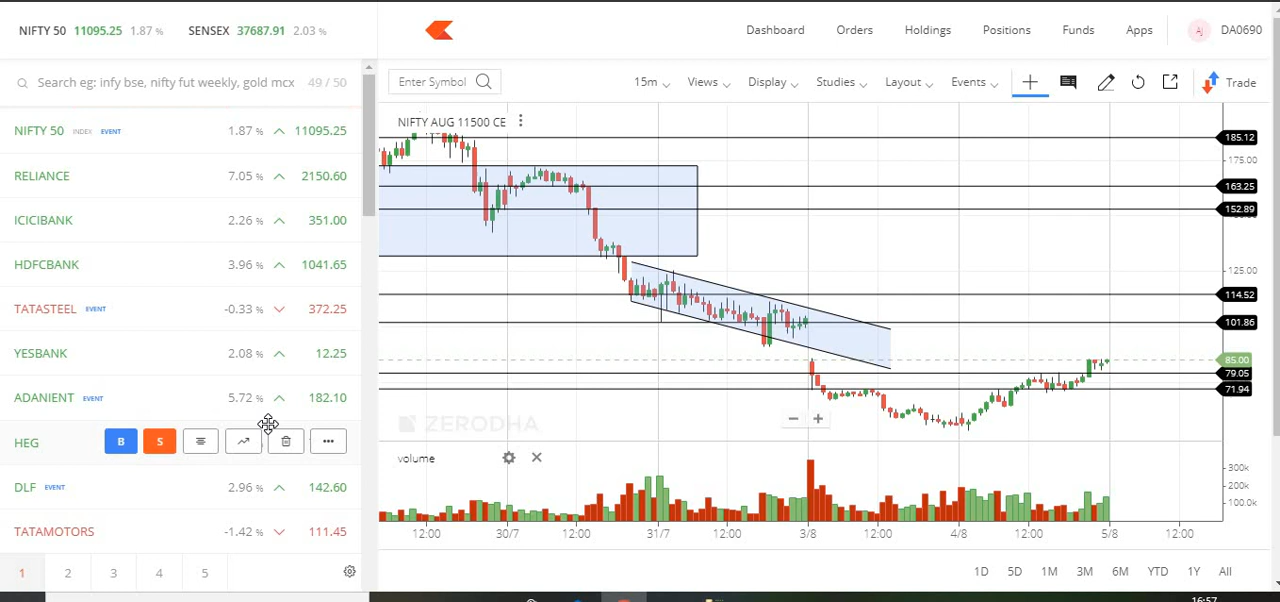 NIFTY 50 11095.25 1.87 % SENSEX 37687.91 2.03 %
Dashboard Orders Holdings Positions Funds Apps AJ DA0690
Search eg: infy bse, nifty fut weekly, gold mcx 49 / 50
Enter Symbol 15m Views Display Studies Layout Events Trade
NIFTY 50 INDEX EVENT 1.87 % 11095.25
RELIANCE 7.05 % 2150.60
ICICIBANK 2.26 % 351.00
HDFCBANK 3.96 % 1041.65
TATASTEEL EVENT -0.33 % 372.25
YESBANK 2.08 % 12.25
ADANIENT EVENT 5.72 % 182.10
HEG B S
DLF EVENT 2.96 % 142.60
TATAMOTORS -1.42 % 111.45
1 2 3 4 5
NIFTY AUG 11500 CE
185.12
175.00
163.25
152.89
125.00
114.52
101.86
85.00
79.05
71.94
ZERODHA
volume
300k
200k
100.0k
12:00 30/7 12:00 31/7 12:00 3/8 12:00 4/8 12:00 5/8 12:00
1D 5D 1M 3M 6M YTD 1Y All
16:57